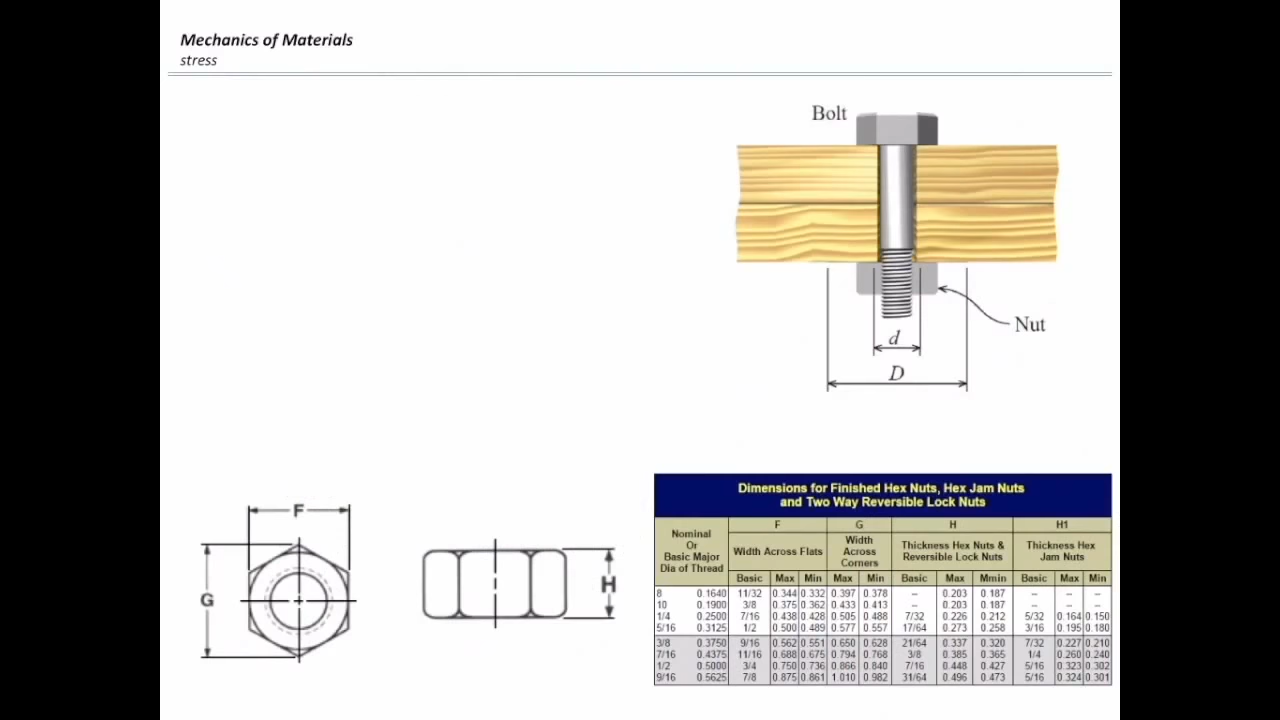 Mechanics of Materials
stress
Bolt
Nut
d
D
F
G
H
Dimensions for Finished Hex Nuts, Hex Jam Nuts
and Two Way Reversible Lock Nuts
Nominal
Or
Basic Major
Dia of Thread
F G H H1
Width Across Flats
Width
Across
Corners
Thickness Hex Nuts &
Reversible Lock Nuts
Thickness Hex
Jam Nuts
Basic Max Min Max Min Basic Max Mmin Basic Max Min
8 0.1640 11/32 0.344 0.332 0.397 0.378 -- 0.203 0.187 -- -- --
10 0.1900 3/8 0.375 0.362 0.433 0.413 -- 0.203 0.187 -- -- --
1/4 0.2500 7/16 0.438 0.428 0.505 0.488 7/32 0.226 0.212 5/32 0.164 0.150
5/16 0.3125 1/2 0.500 0.489 0.577 0.557 17/64 0.273 0.258 3/16 0.195 0.180
3/8 0.3750 9/16 0.562 0.551 0.650 0.628 21/64 0.337 0.320 7/32 0.227 0.210
7/16 0.4375 11/16 0.688 0.675 0.794 0.768 3/8 0.385 0.365 1/4 0.260 0.240
1/2 0.5000 3/4 0.750 0.736 0.866 0.840 7/16 0.448 0.427 5/16 0.323 0.302
9/16 0.5625 7/8 0.875 0.861 1.010 0.982 31/64 0.496 0.473 5/16 0.324 0.301